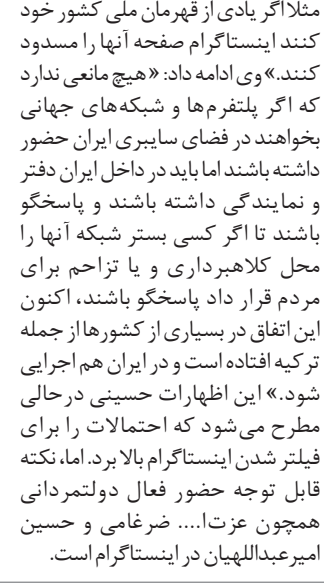 مثلا اگر یادی از قهرمان ملی کشور خود
کنند اینستاگرام صفحه آنها را مسدود
کنند.» وی ادامه داد: «هیچ مانعی ندارد
که اگر پلتفرم‌ها و شبکه‌های جهانی
بخواهند در فضای سایبری ایران حضور
داشته باشند اما باید در داخل ایران دفتر
و نمایندگی داشته باشند و پاسخگو
باشند تا اگر کسی بستر شبکه آنها را
محل کلاهبرداری و یا تزاحم برای
مردم قرار داد پاسخگو باشند، اکنون
این اتفاق در بسیاری از کشورها از جمله
ترکیه افتاده است و در ایران هم اجرایی
شود.» این اظهارات حسینی در حالی
مطرح می‌شود که احتمالات را برای
فیلتر شدن اینستاگرام بالا برد. اما، نکته
قابل توجه حضور فعال دولتمردانی
همچون عزت‌ا.... ضرغامی و حسین
امیرعبداللهیان در اینستاگرام است.